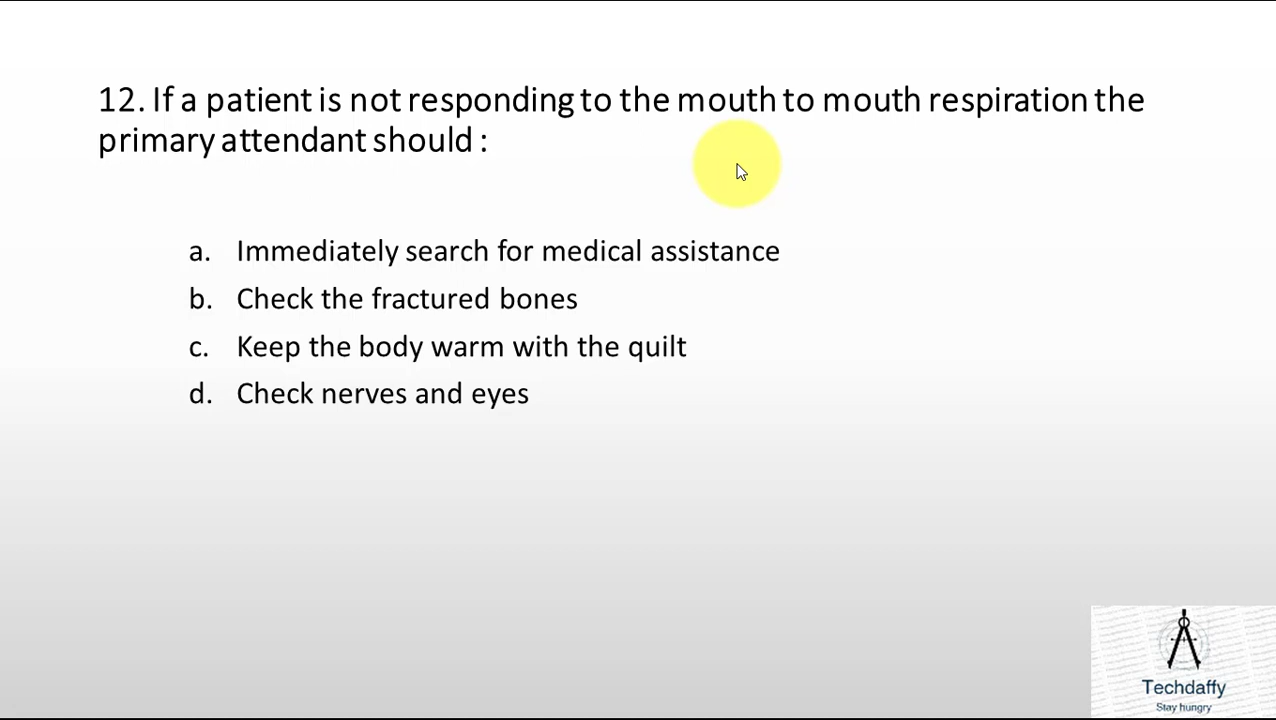 12. If a patient is not responding to the mouth to mouth respiration the
primary attendant should :
a. Immediately search for medical assistance
b. Check the fractured bones
c. Keep the body warm with the quilt
d. Check nerves and eyes
Techdaffy
Stay hungry